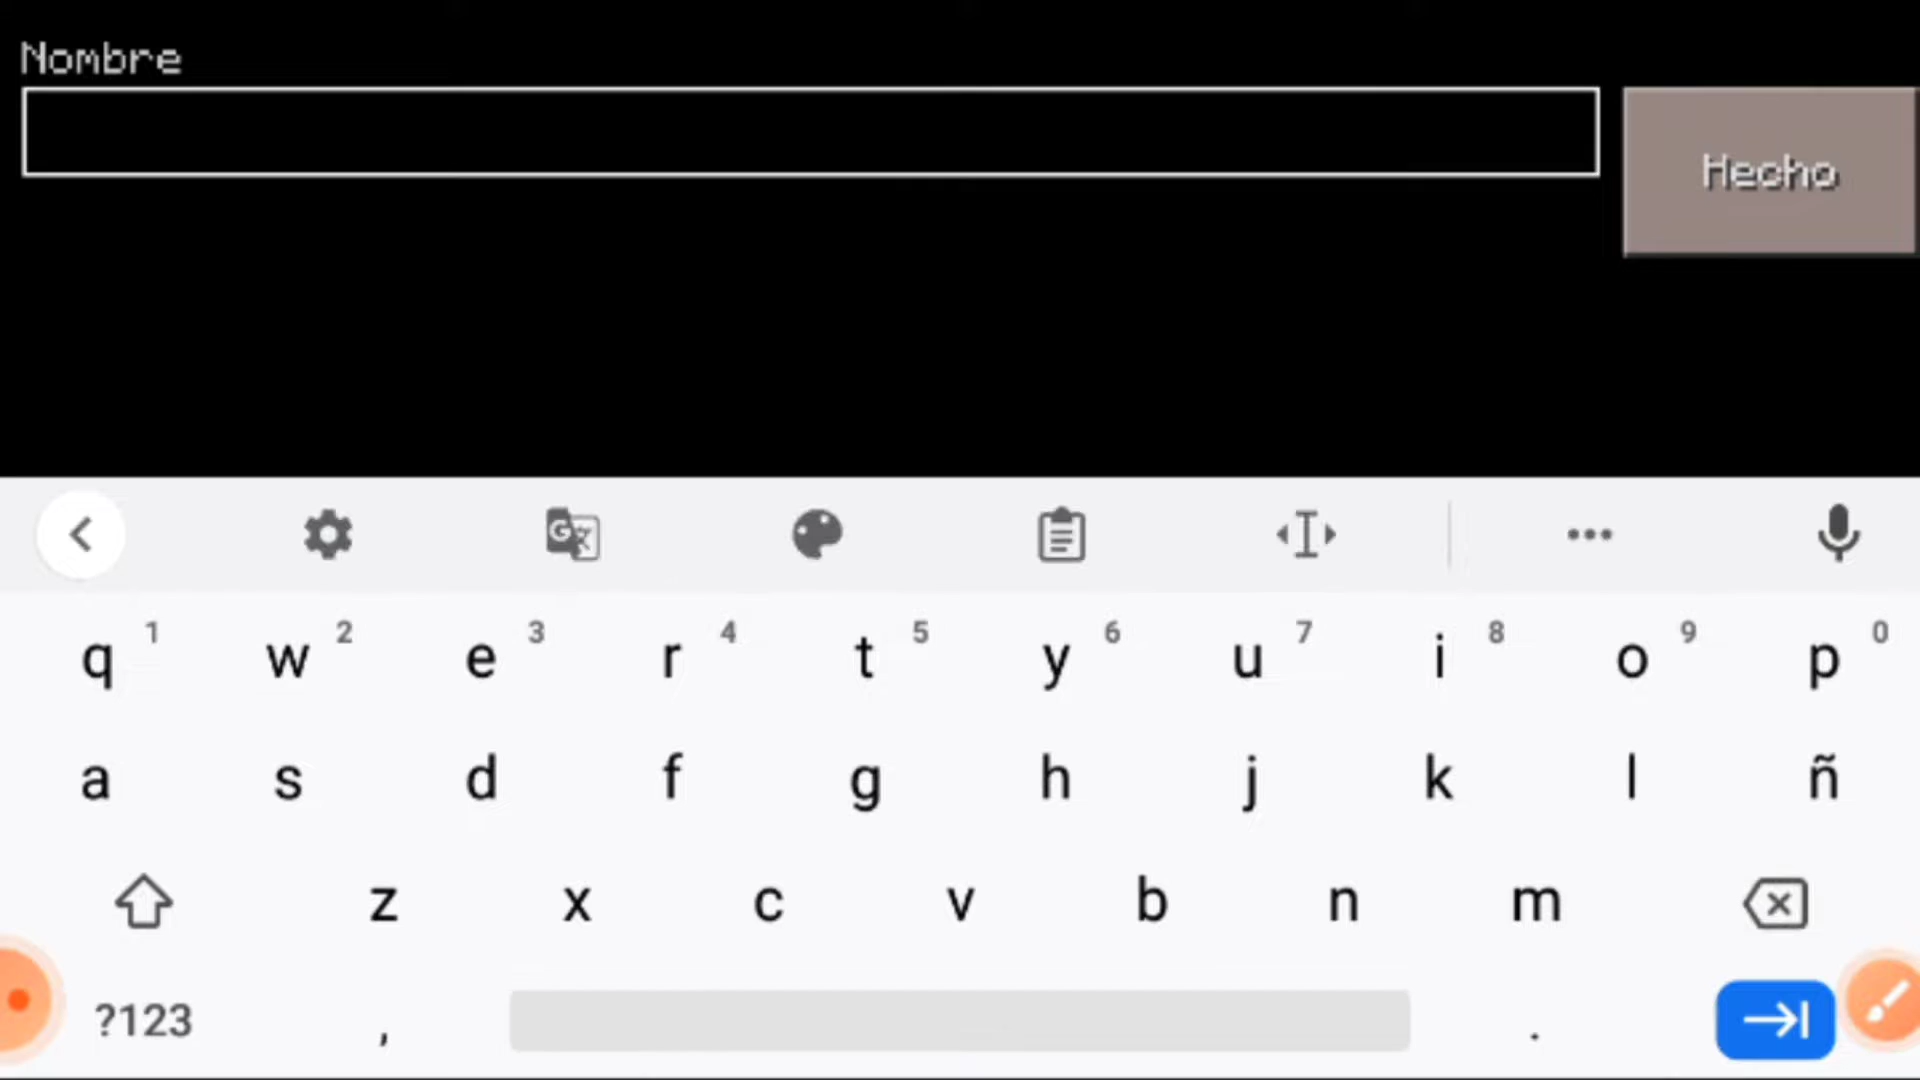 Nombre
Hecho
q 1 w 2 e 3 r 4 t 5 y 6 u 7 i 8 o 9 p 0
a s d f g h j k l ñ
z x c v b n m
?123 , .